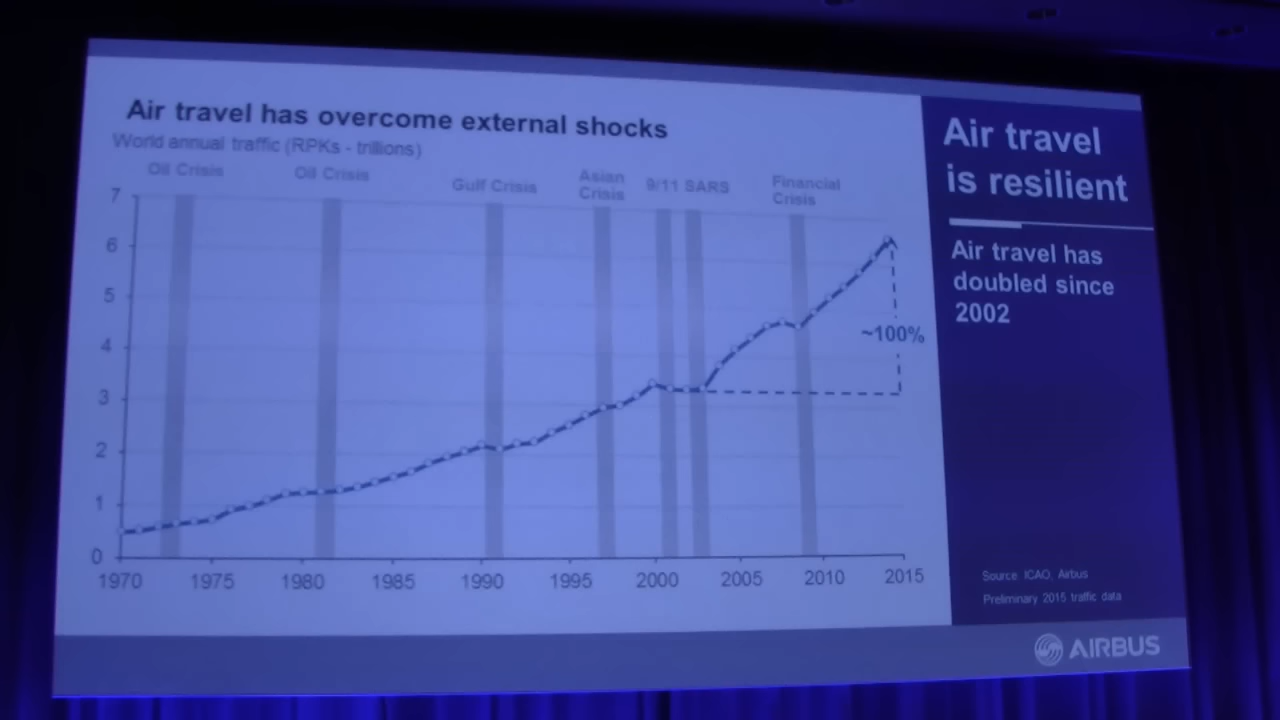 Air travel has overcome external shocks
World annual traffic (RPKs - trillions)
Oil Crisis
Oil Crisis
Gulf Crisis
Asian
Crisis
9/11 SARS
Financial
Crisis
7
6
5
4
3
2
1
0
~100%
1970 1975 1980 1985 1990 1995 2000 2005 2010 2015
Air travel
is resilient
Air travel has
doubled since
2002
Source ICAO, Airbus
Preliminary 2015 traffic data
AIRBUS